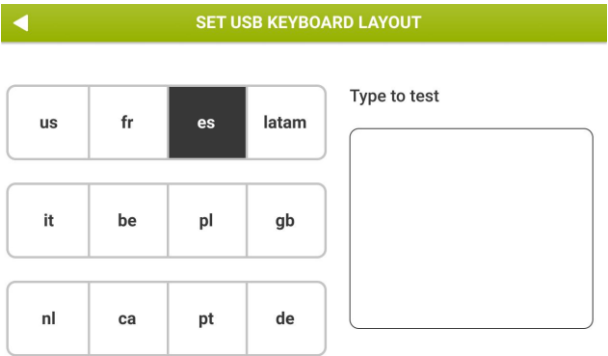 SET USB KEYBOARD LAYOUT
us fr es latam
Type to test
it be pl gb
nl ca pt de